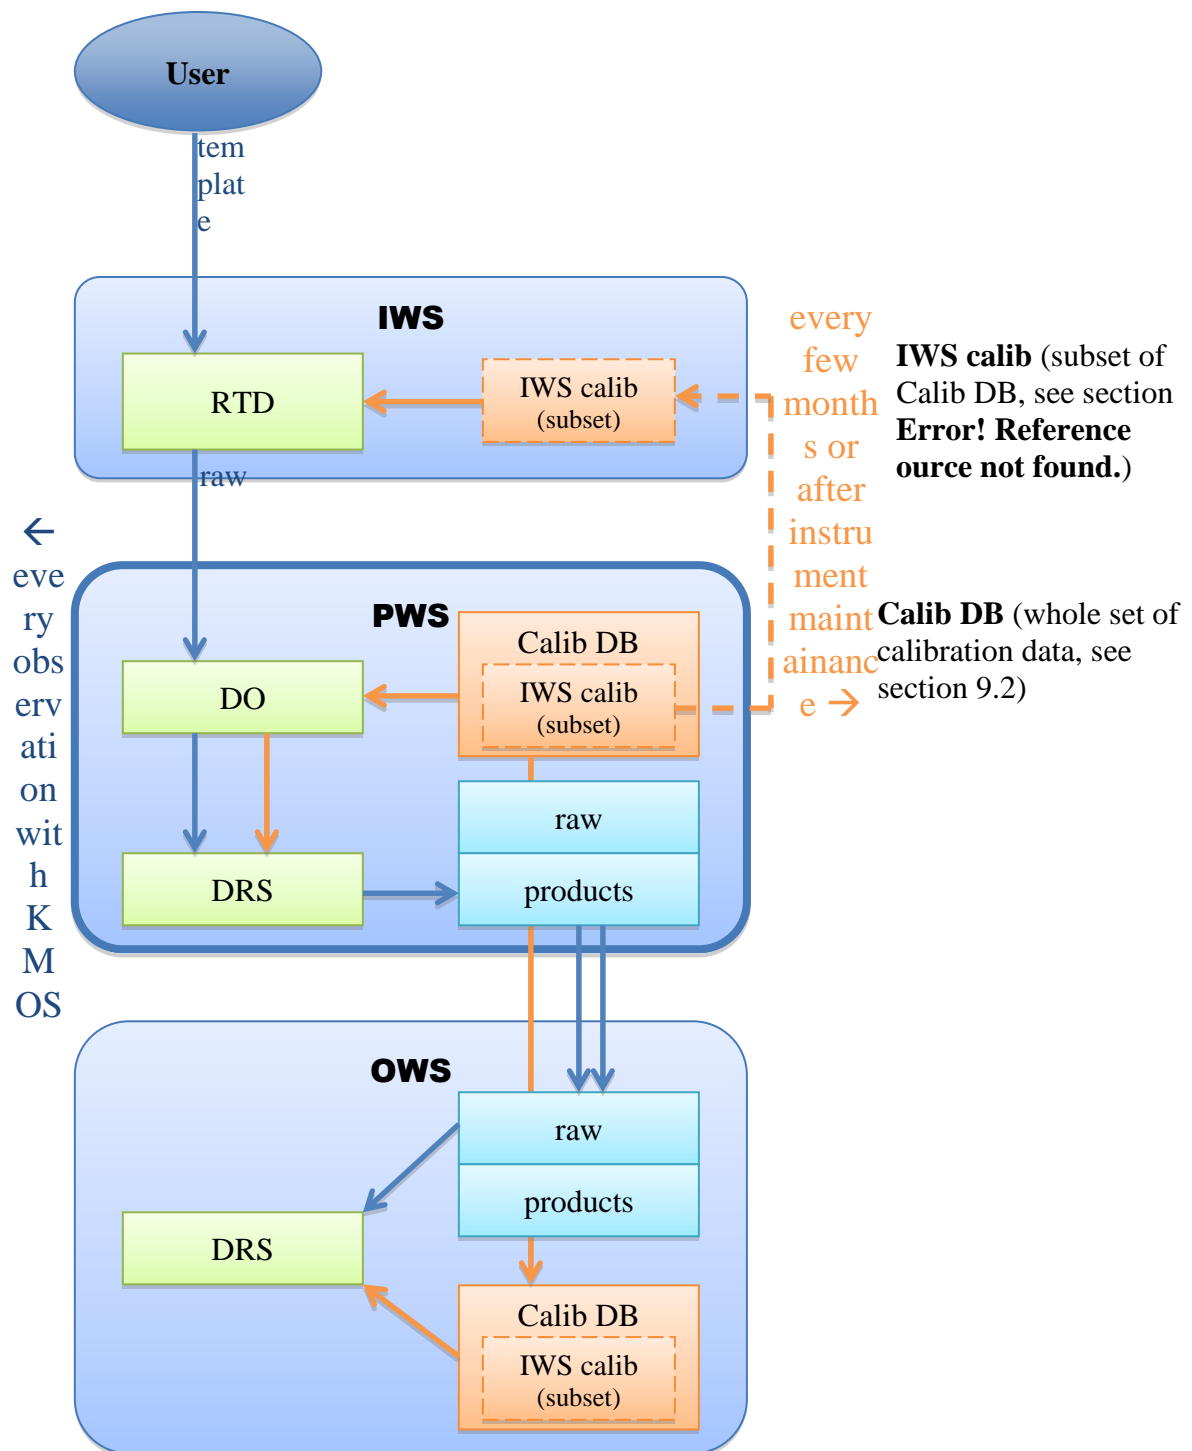 User
tem
plat
e
IWS
RTD
IWS calib
(subset)
raw
every
few
month
s or
after
instru
ment
maint
ainanc
e →
IWS calib (subset of
Calib DB, see section
Error! Reference
ource not found.)
←
eve
ry
obs
erv
ati
on
wit
h
K
M
OS
PWS
Calib DB
IWS calib
(subset)
DO
Calib DB (whole set of
calibration data, see
section 9.2)
raw
products
DRS
OWS
raw
products
DRS
Calib DB
IWS calib
(subset)